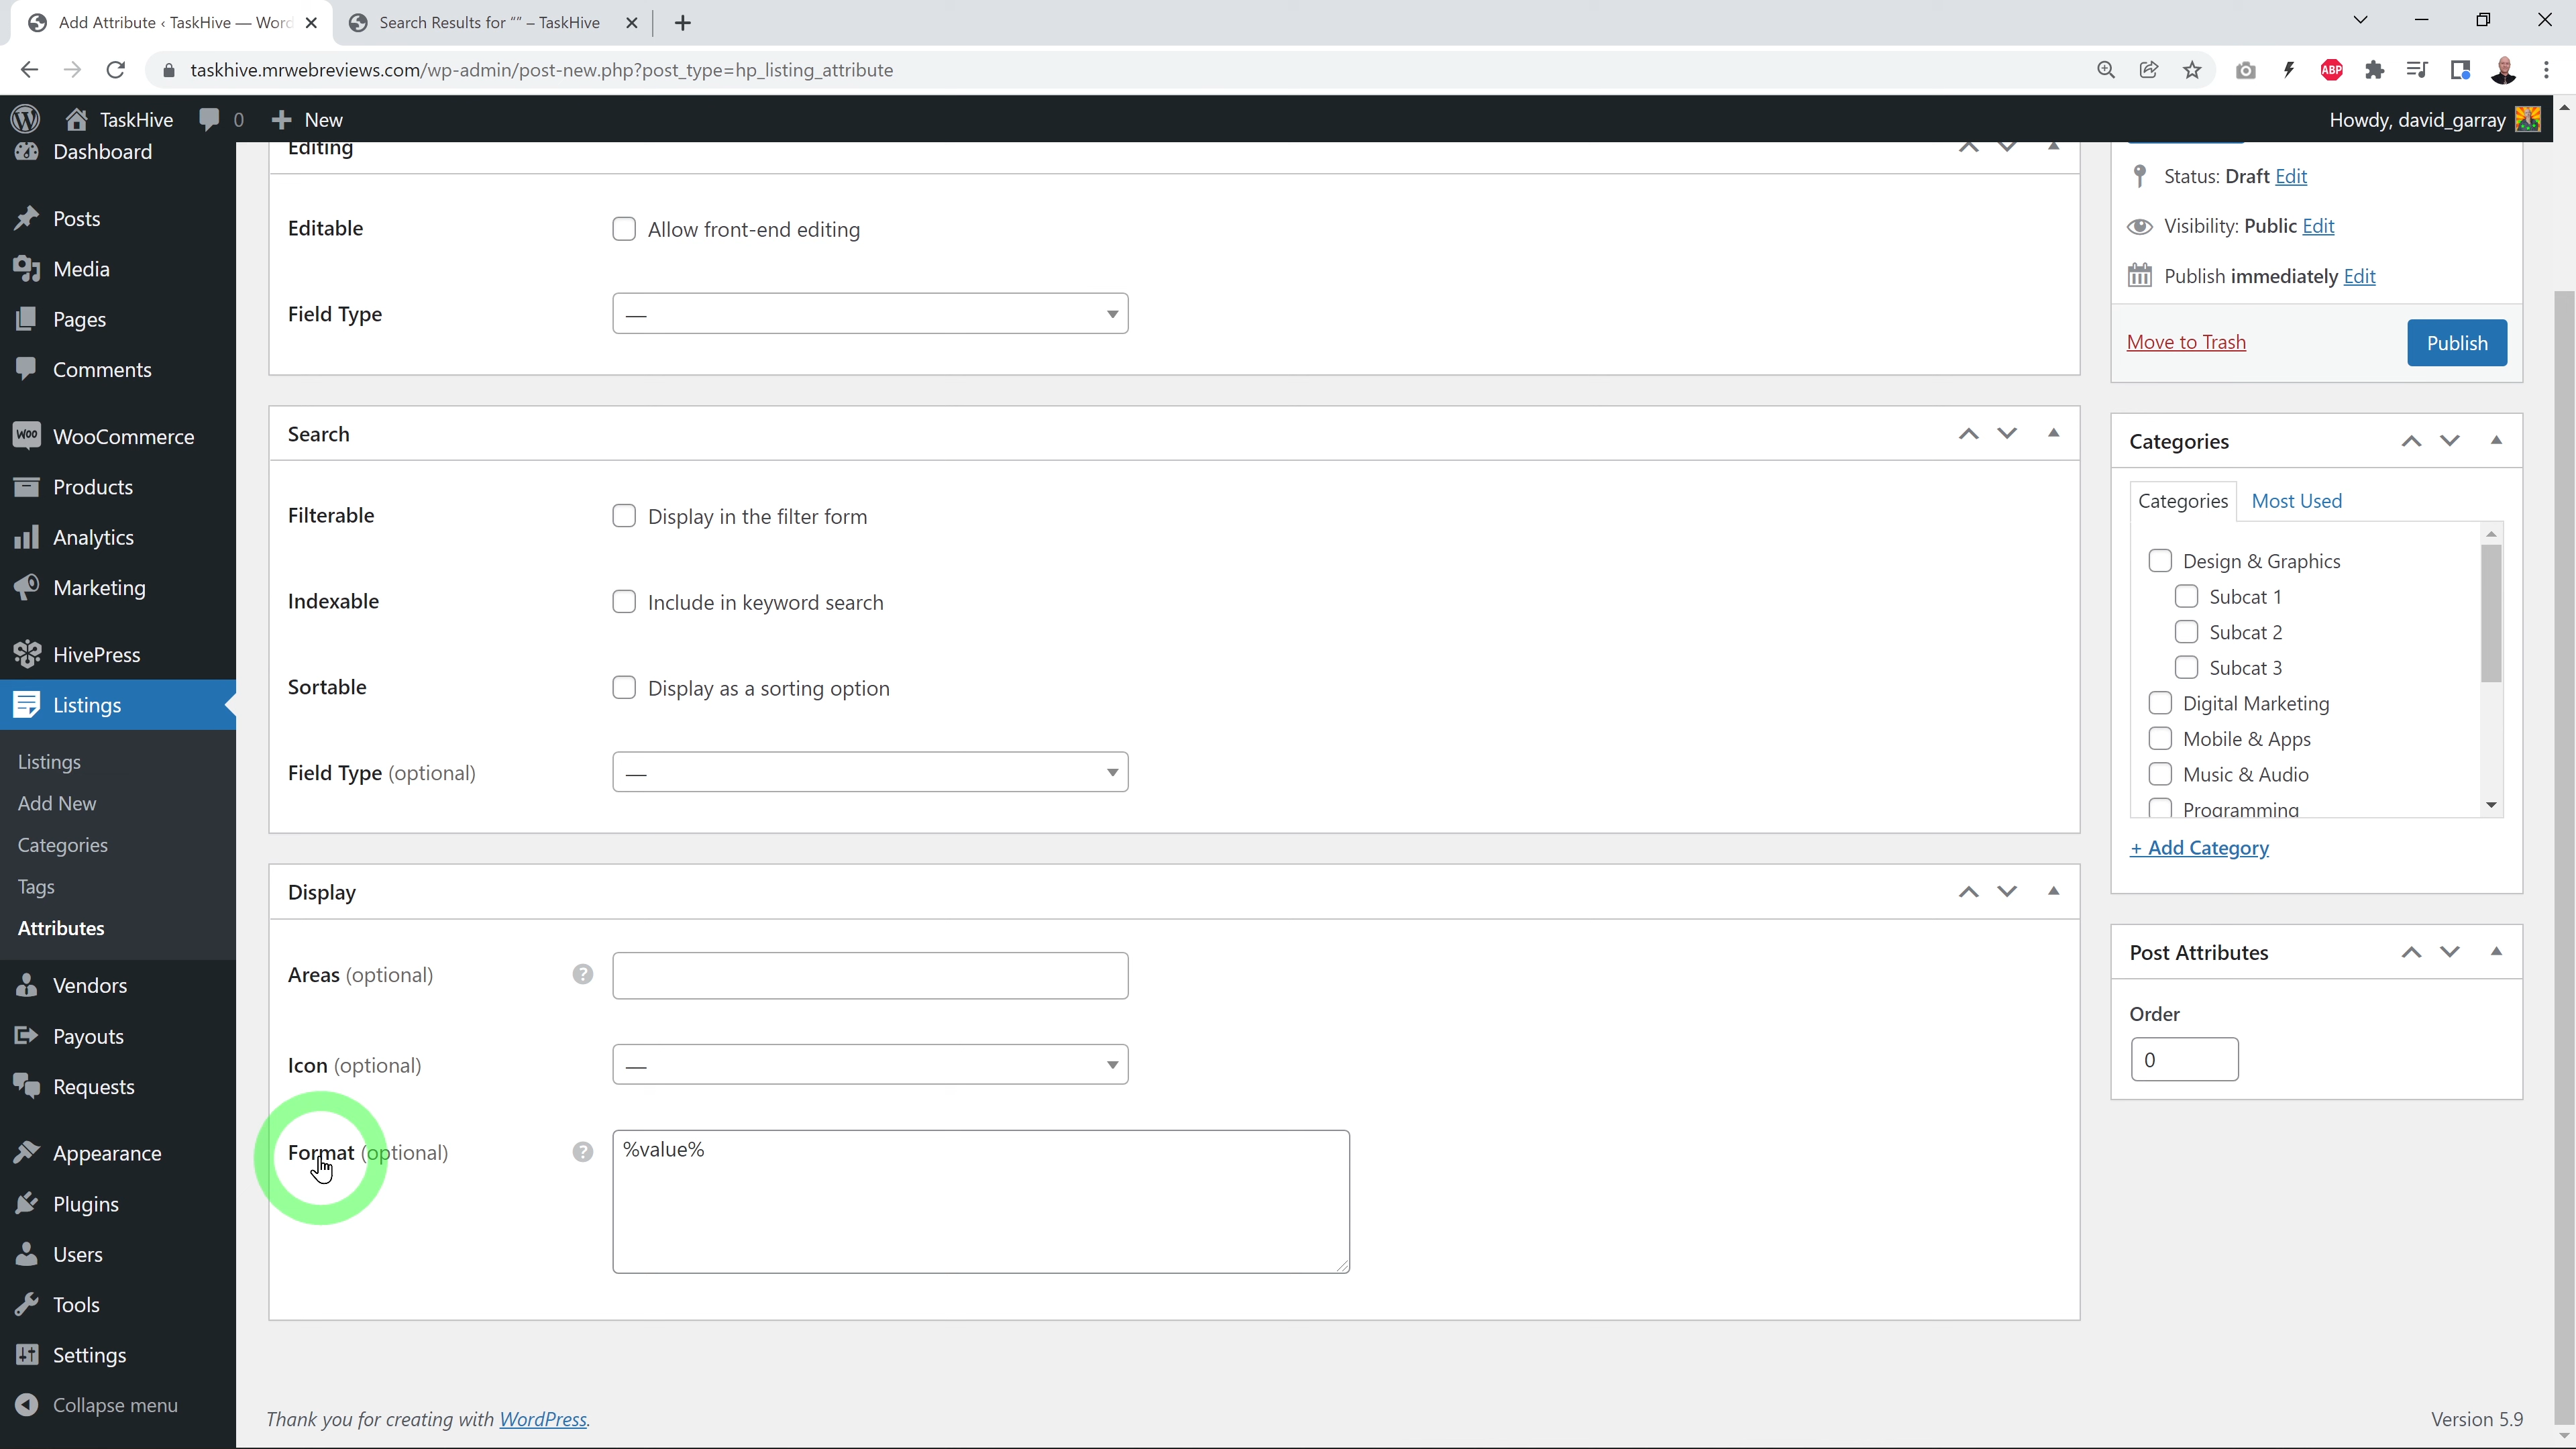 Add Attribute ‹ TaskHive — Word
Search Results for “” – TaskHive
taskhive.mrwebreviews.com/wp-admin/post-new.php?post_type=hp_listing_attribute
ABP
TaskHive
0
New
Howdy, david_garray
Dashboard
Posts
Media
Pages
Comments
Woo
WooCommerce
Products
Analytics
Marketing
HivePress
Listings
Listings
Add New
Categories
Tags
Attributes
Vendors
Payouts
Requests
Appearance
Plugins
Users
Tools
Settings
Collapse menu
Editing
Editable
Allow front-end editing
Field Type
—
Search
Filterable
Display in the filter form
Indexable
Include in keyword search
Sortable
Display as a sorting option
Field Type (optional)
—
Display
Areas (optional)
?
Icon (optional)
—
Format (optional)
?
%value%
Status: Draft Edit
Visibility: Public Edit
Publish immediately Edit
Move to Trash
Publish
Categories
Categories
Most Used
Design & Graphics
Subcat 1
Subcat 2
Subcat 3
Digital Marketing
Mobile & Apps
Music & Audio
Programming
+ Add Category
Post Attributes
Order
0
Thank you for creating with WordPress.
Version 5.9